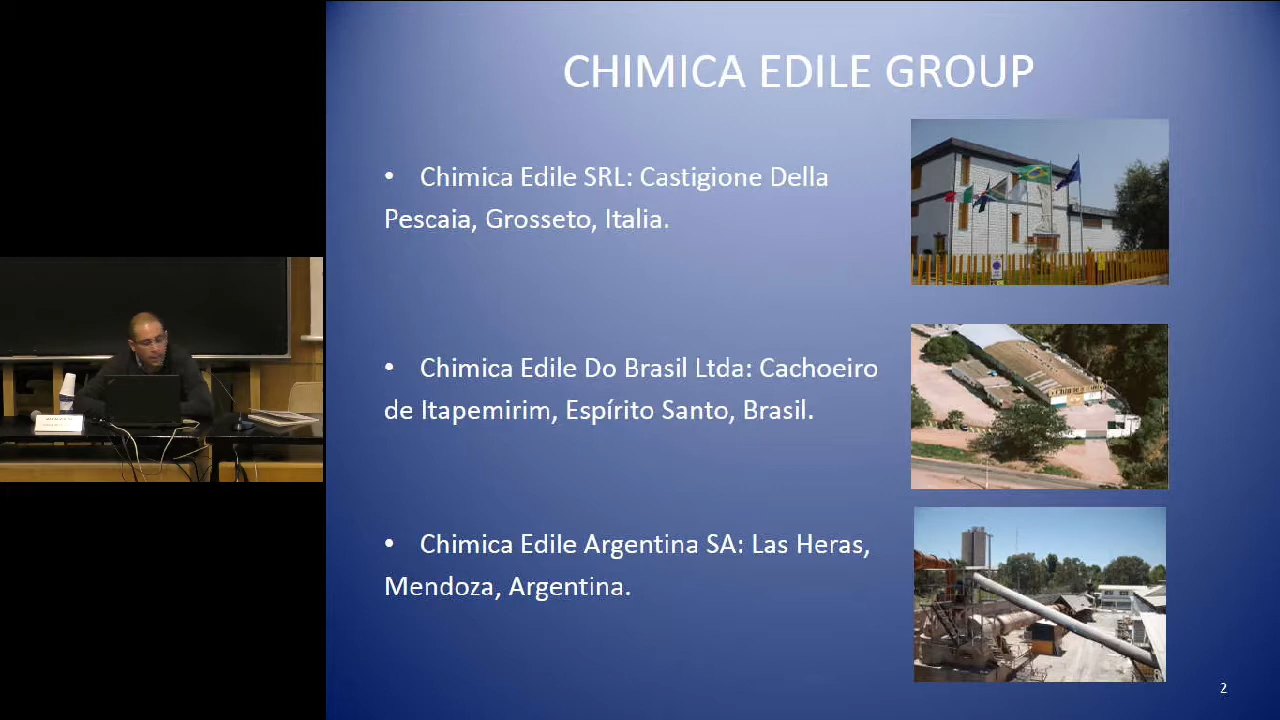 CHIMICA EDILE GROUP
• Chimica Edile SRL: Castigione Della
Pescaia, Grosseto, Italia.
• Chimica Edile Do Brasil Ltda: Cachoeiro
de Itapemirim, Espírito Santo, Brasil.
• Chimica Edile Argentina SA: Las Heras,
Mendoza, Argentina.
2